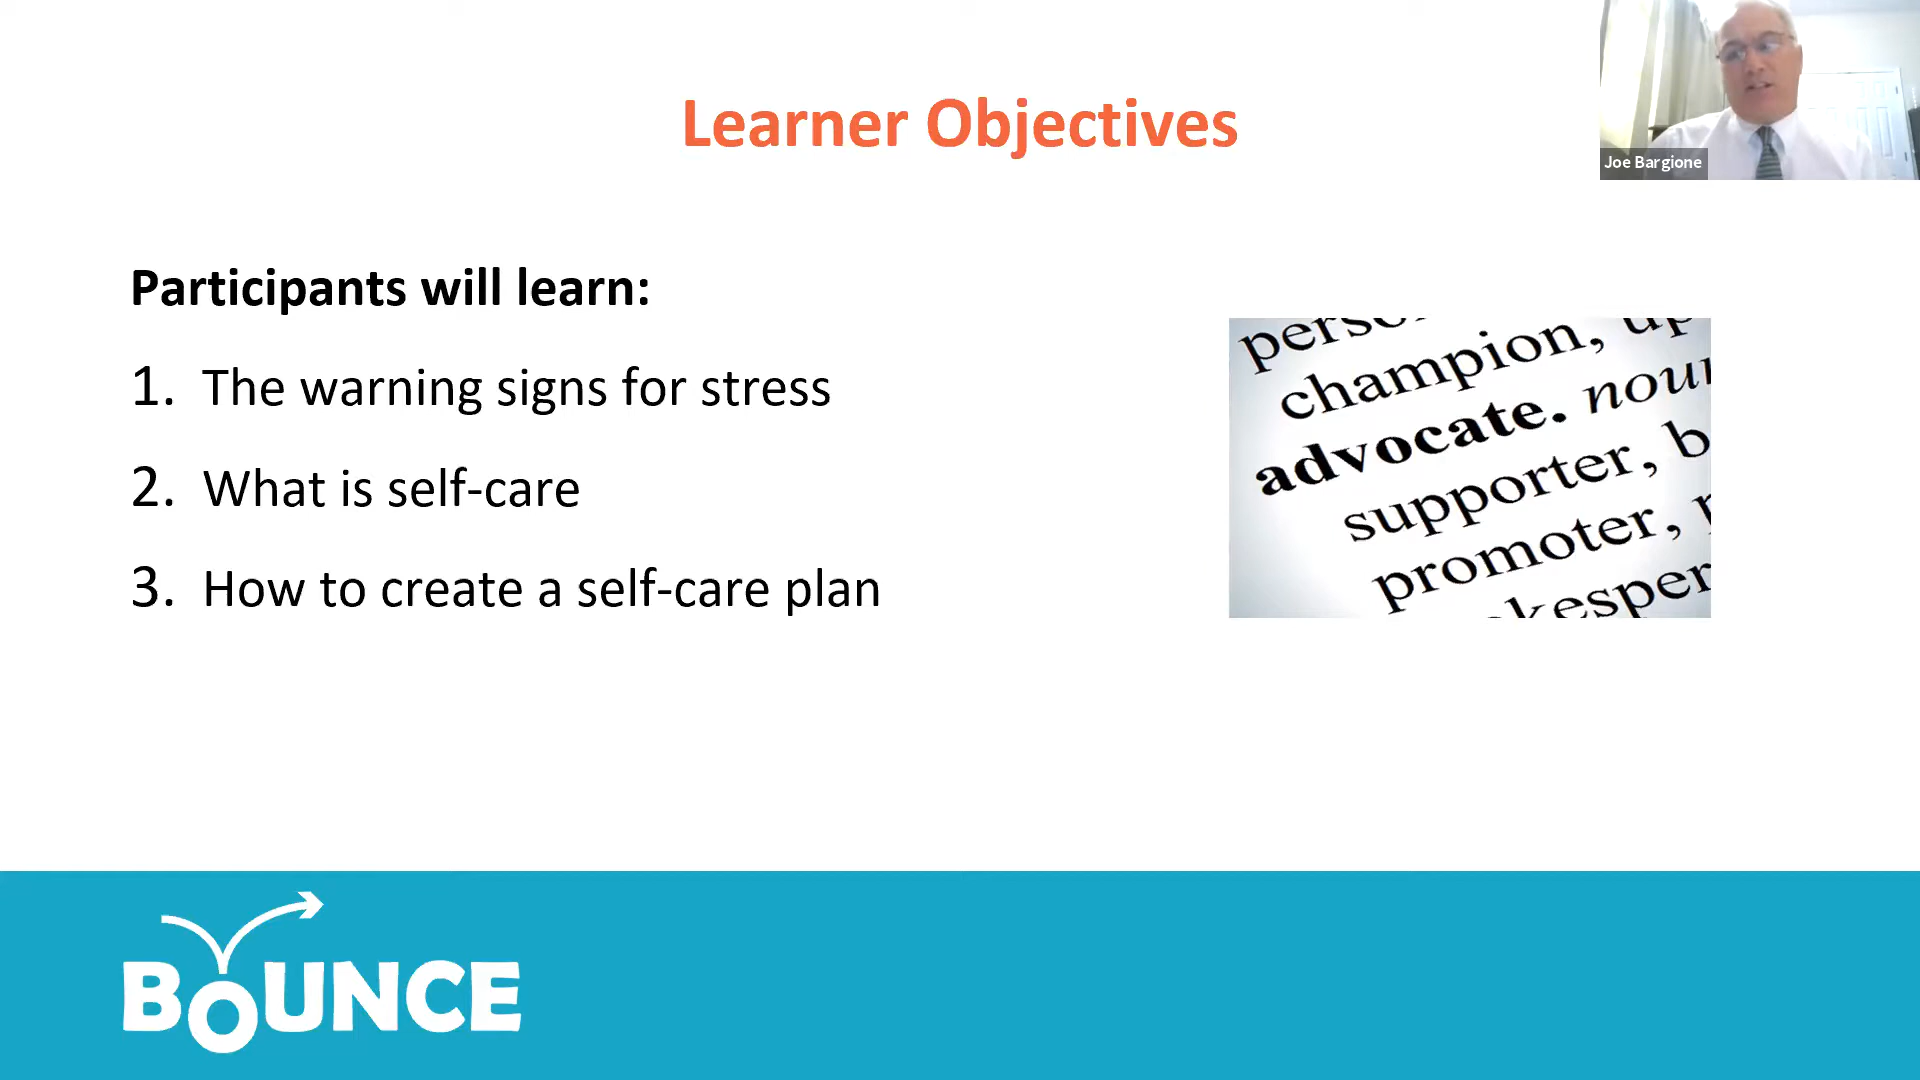 Learner Objectives
Joe Bargione
Participants will learn:
1. The warning signs for stress
2. What is self-care
3. How to create a self-care plan
champion,
advocate. noun
supporter, b
promoter,
BOUNCE